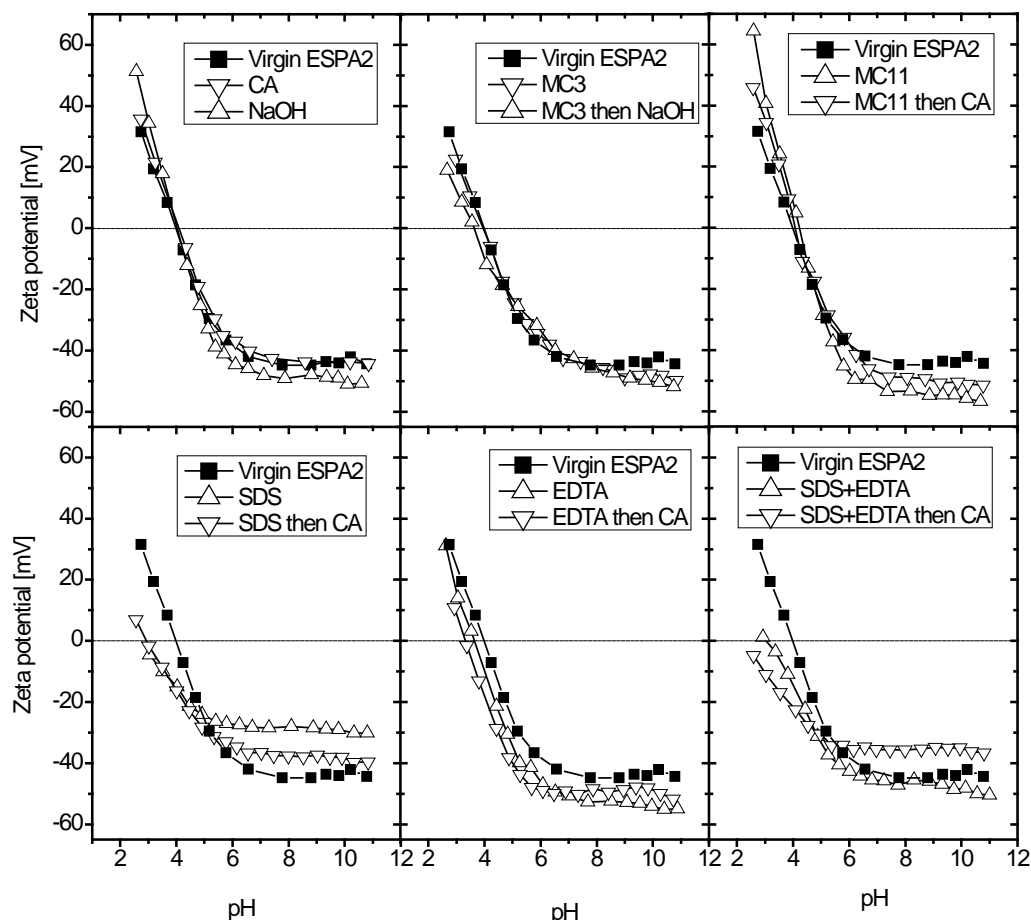 Zeta potential [mV]
60
40
20
0
-20
-40
-60
Virgin ESPA2
CA
NaOH
Virgin ESPA2
MC3
MC3 then NaOH
Virgin ESPA2
MC11
MC11 then CA
Zeta potential [mV]
60
40
20
0
-20
-40
-60
Virgin ESPA2
SDS
SDS then CA
Virgin ESPA2
EDTA
EDTA then CA
Virgin ESPA2
SDS+EDTA
SDS+EDTA then CA
2 4 6 8 10 12 2 4 6 8 10 12 2 4 6 8 10 12
pH pH pH